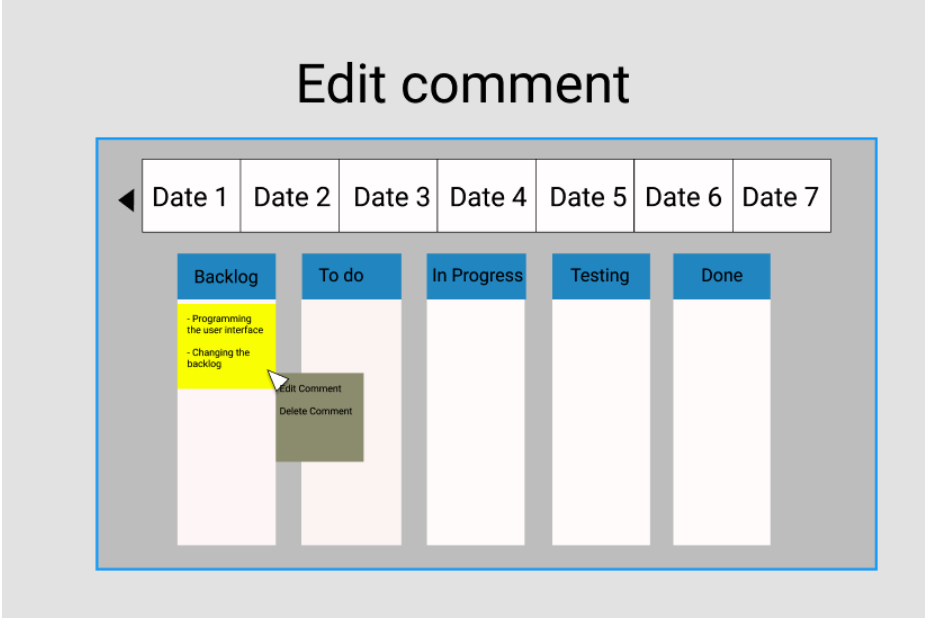 Edit comment
Date 1 Date 2 Date 3 Date 4 Date 5 Date 6 Date 7
Backlog To do In Progress Testing Done
- Programming
the user interface
- Changing the
backlog
Edit Comment
Delete Comment